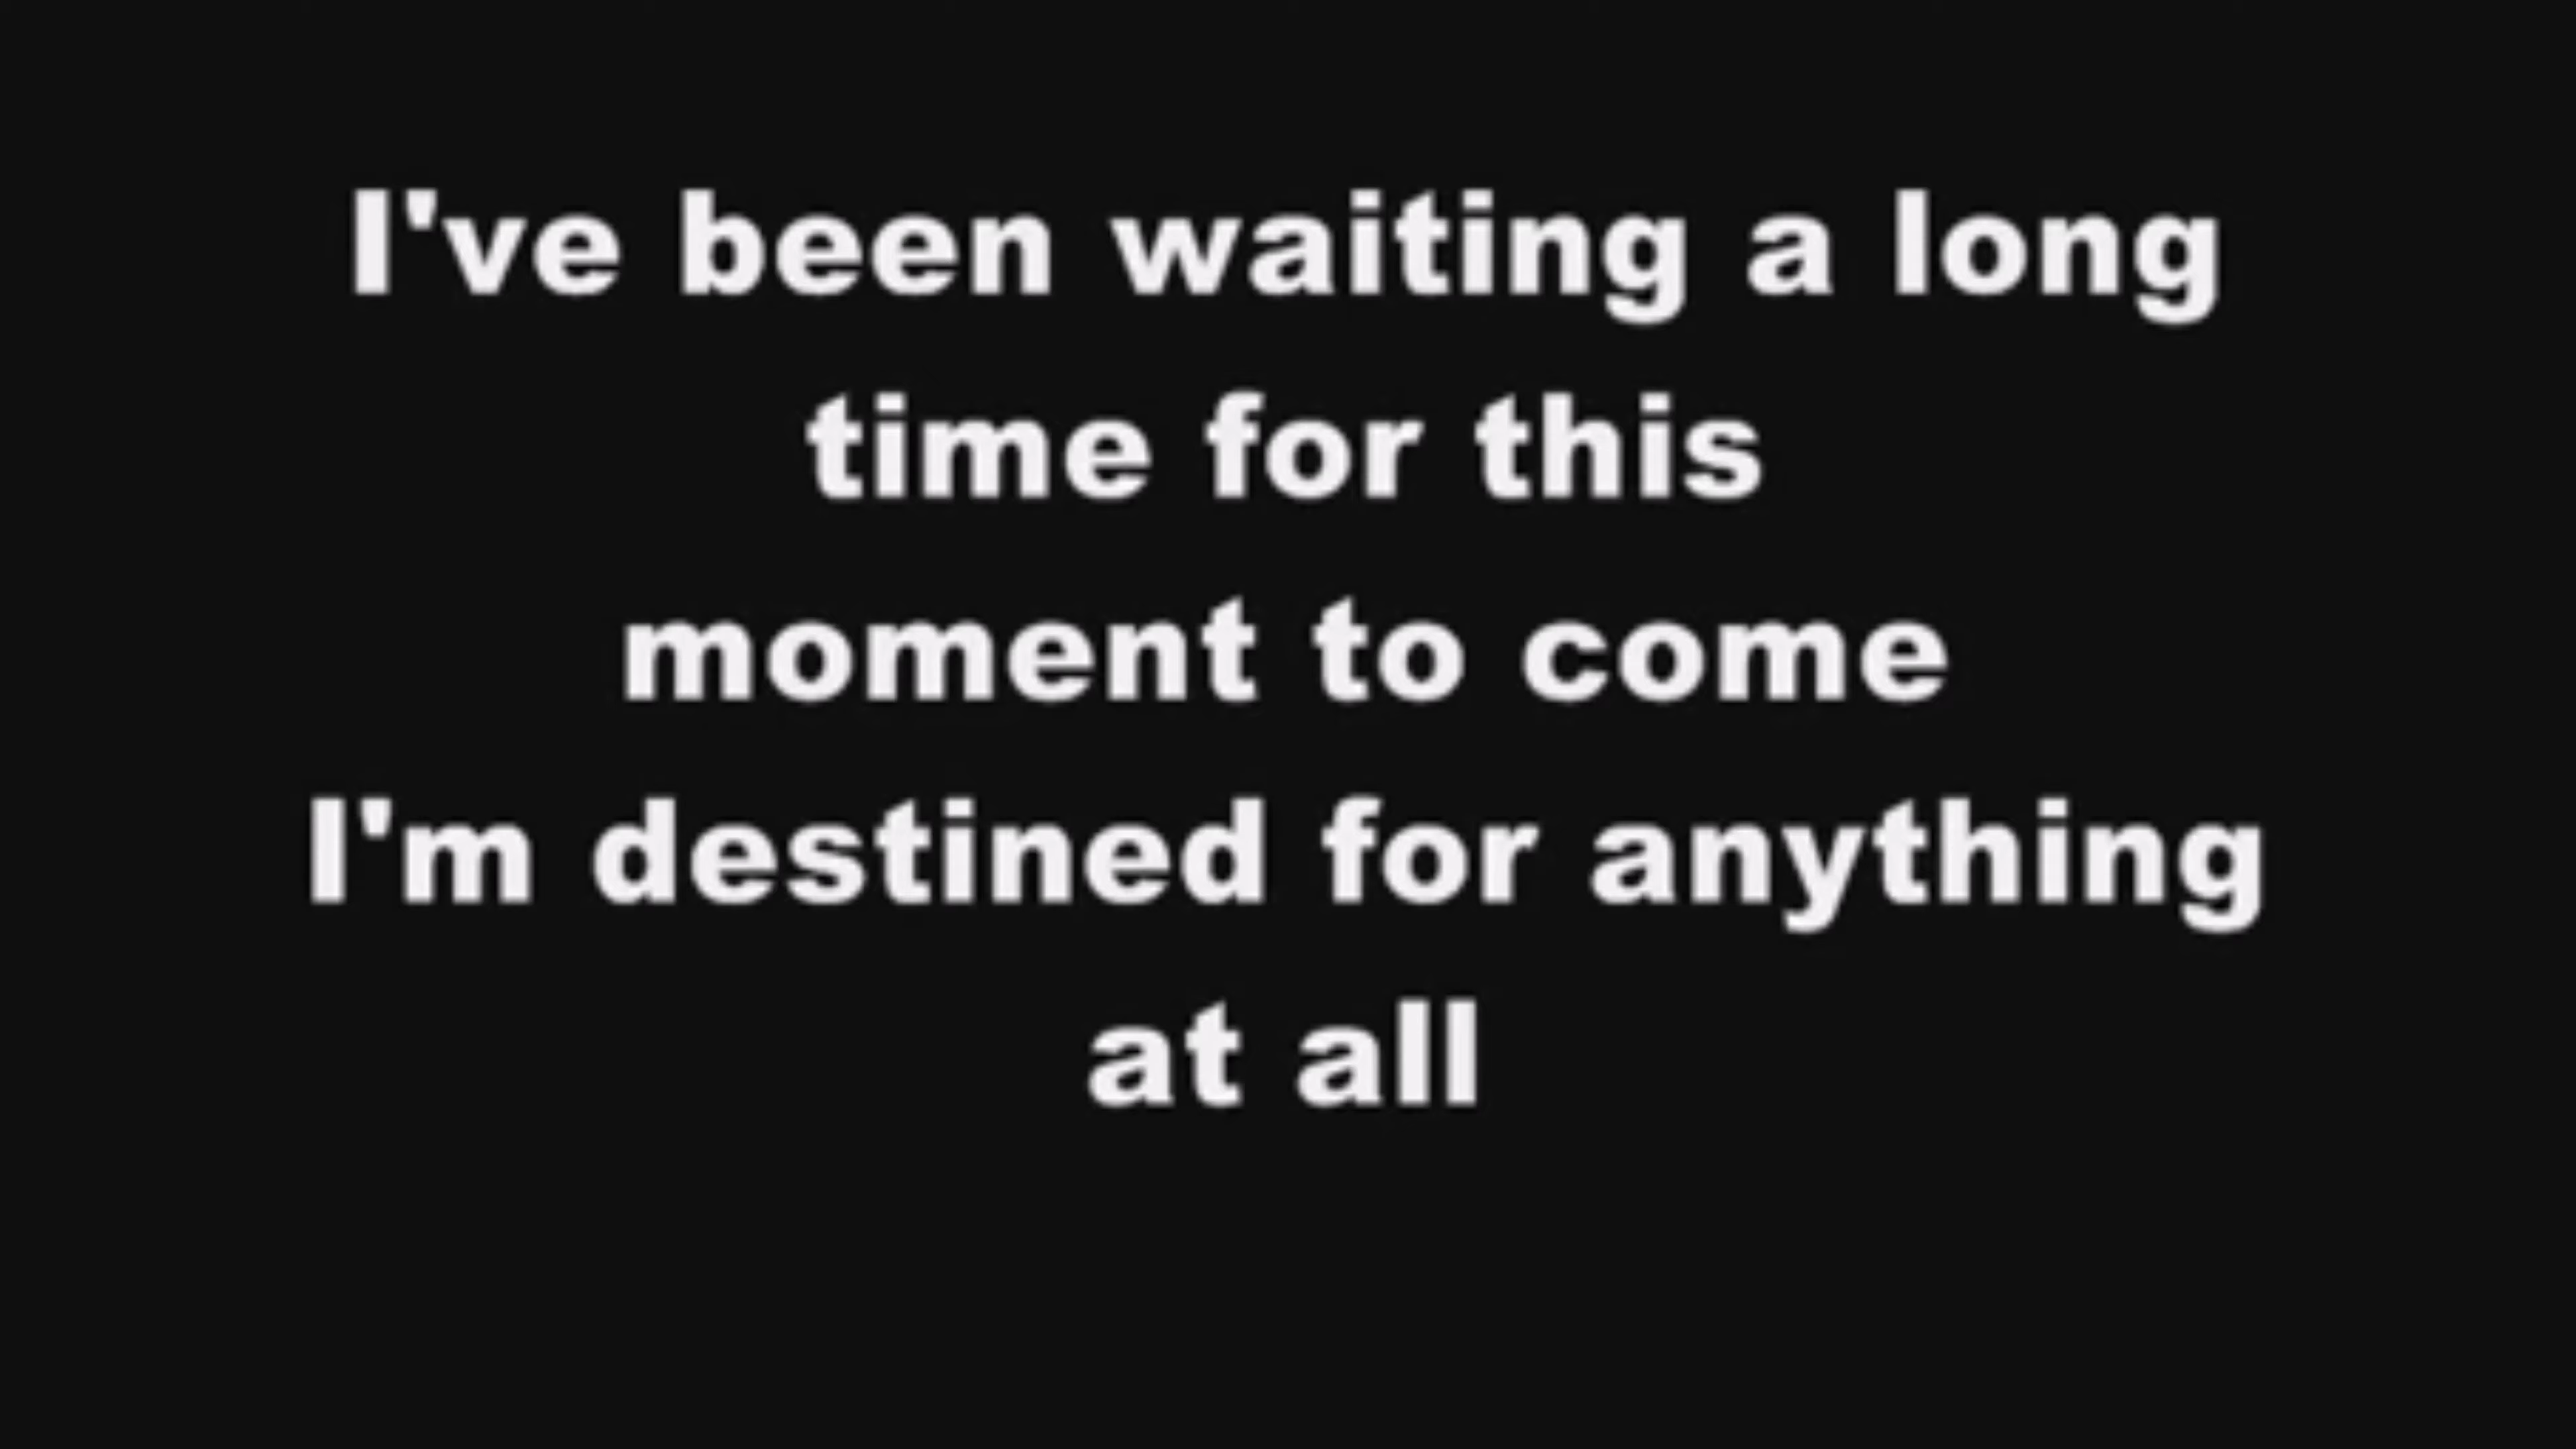 I've been waiting a long
time for this
moment to come
I'm destined for anything
at all